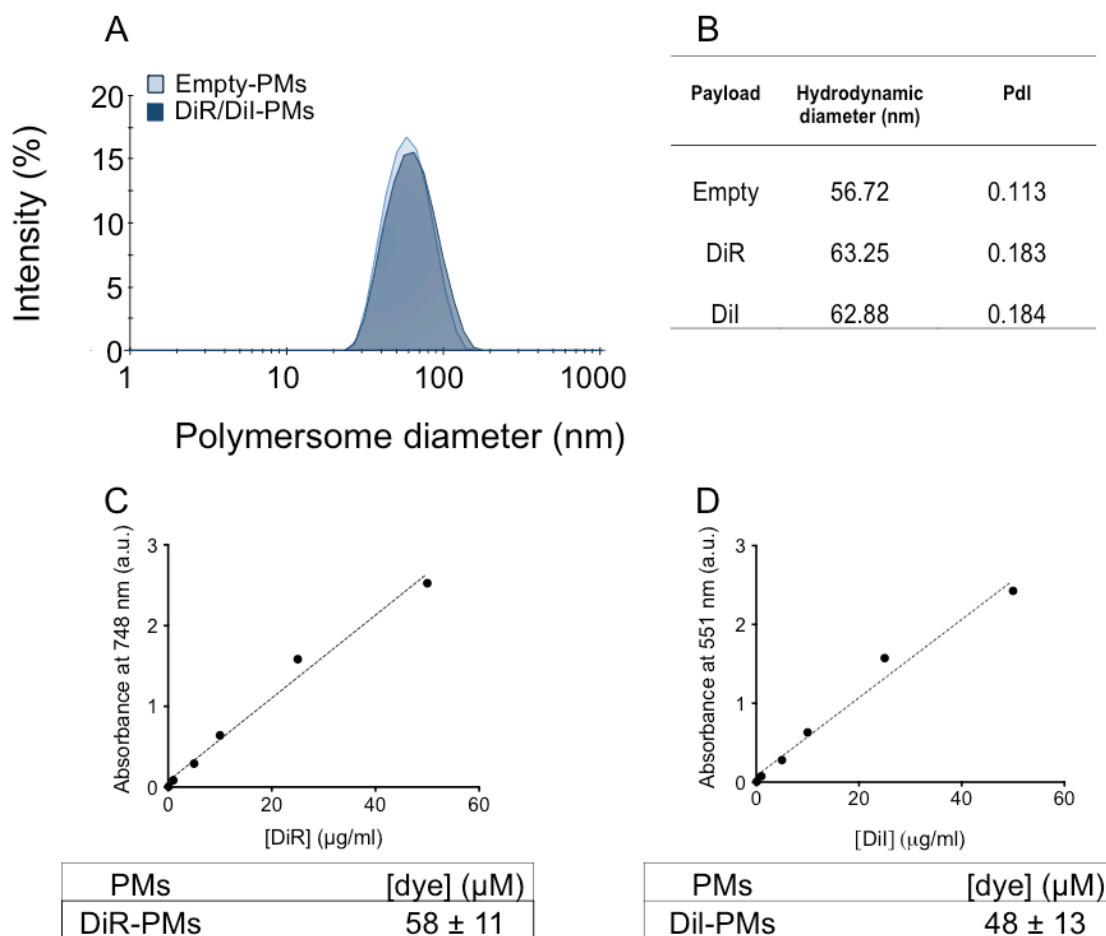 A
Empty-PMs
DiR/DiI-PMs
20
15
10
5
0
1 10 100 1000
Intensity (%)
Polymersome diameter (nm)
B
Payload Hydrodynamic diameter (nm) PdI
Empty 56.72 0.113
DiR 63.25 0.183
DiI 62.88 0.184
C
3
2
1
0
0 20 40 60
Absorbance at 748 nm (a.u.)
[DiR] (µg/ml)
PMs [dye] (µM)
DiR-PMs 58 ± 11
D
3
2
1
0
0 20 40 60
Absorbance at 551 nm (a.u.)
[DiI] (µg/ml)
PMs [dye] (µM)
DiI-PMs 48 ± 13